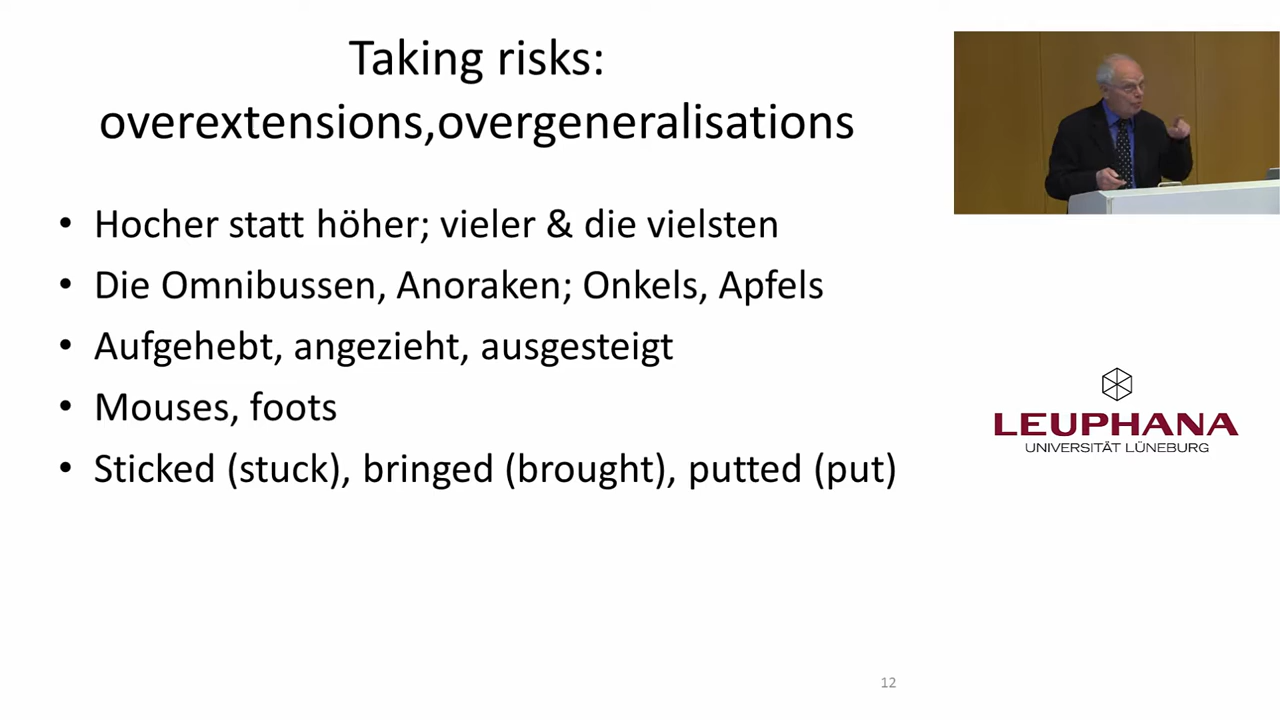 Taking risks:
overextensions,overgeneralisations
• Hocher statt höher; vieler & die vielsten
• Die Omnibussen, Anoraken; Onkels, Apfels
• Aufgehebt, angezieht, ausgesteigt
• Mouses, foots
• Sticked (stuck), bringed (brought), putted (put)
LEUPHANA
UNIVERSITÄT LÜNEBURG
12